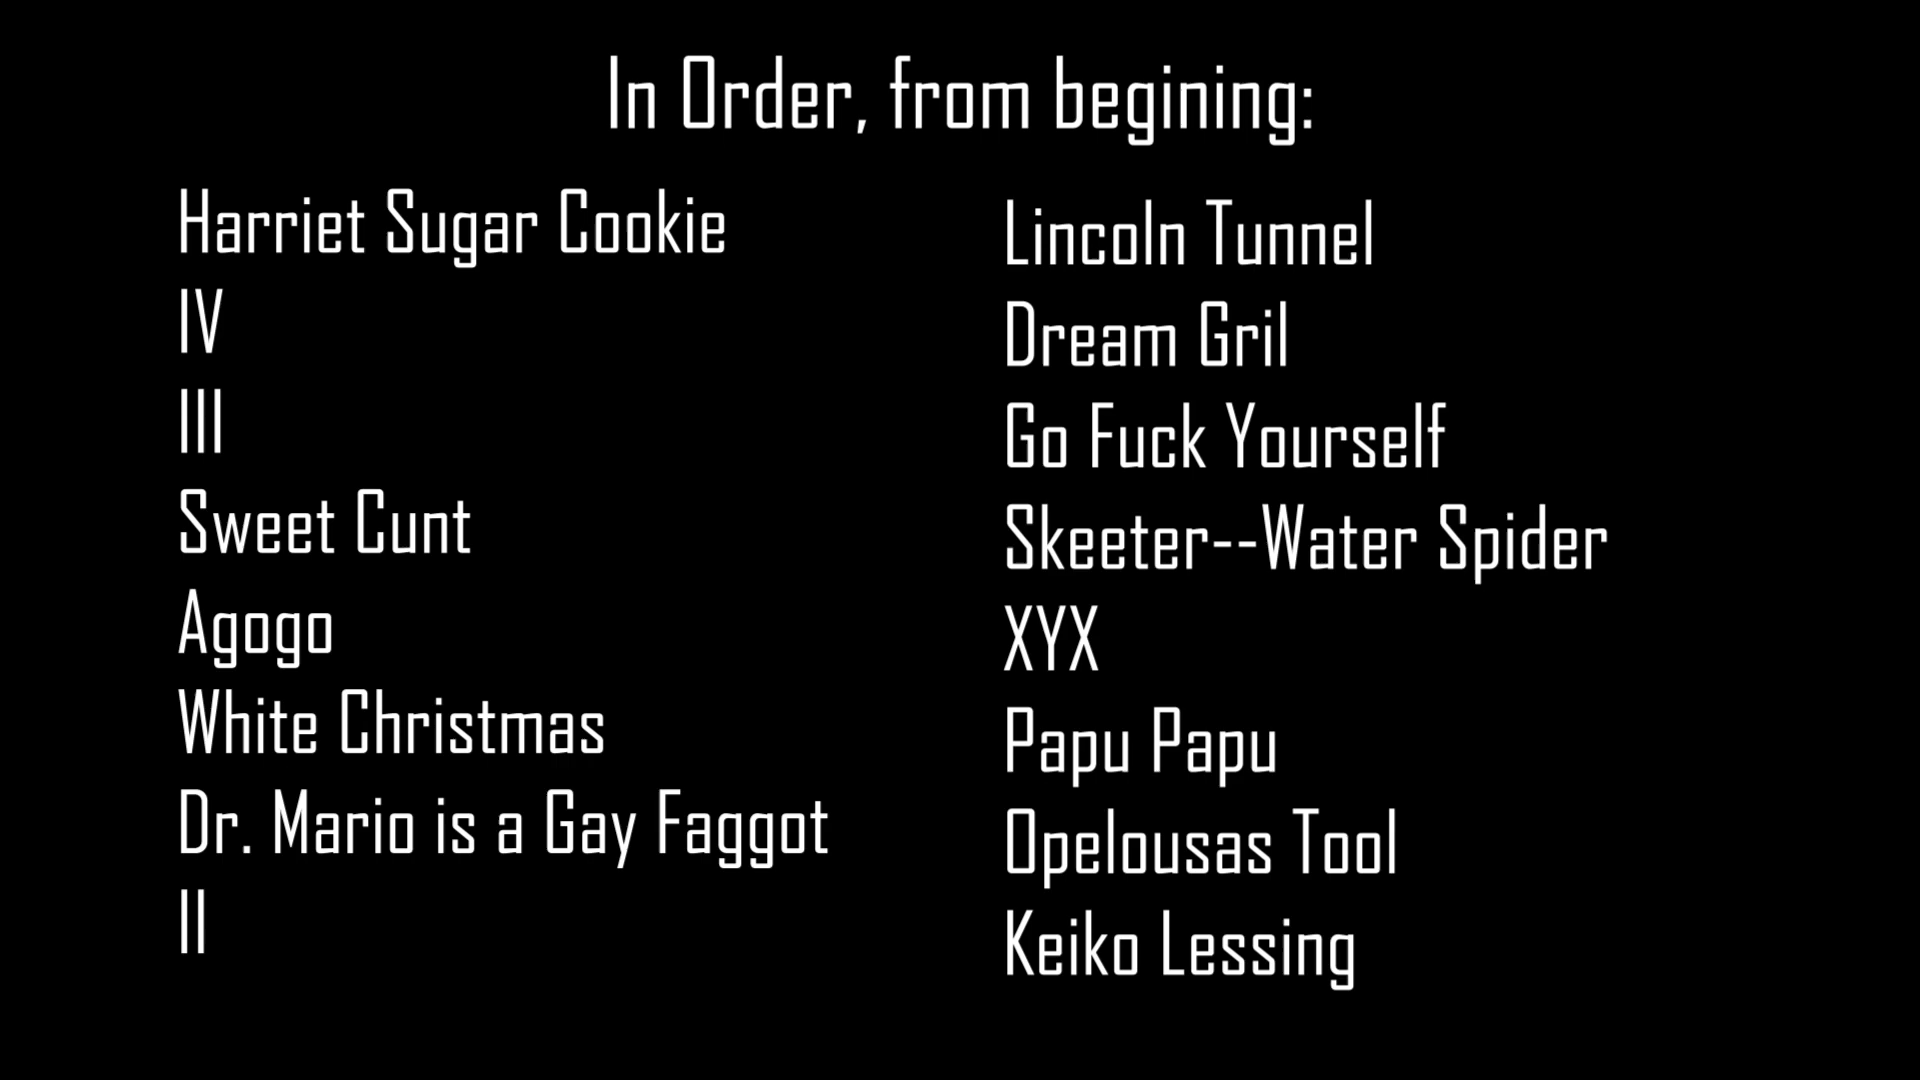 In Order, from begining:
Harriet Sugar Cookie
IV
III
Sweet Cunt
Agogo
White Christmas
Dr. Mario is a Gay Faggot
II
Lincoln Tunnel
Dream Gril
Go Fuck Yourself
Skeeter--Water Spider
XYX
Papu Papu
Opelousas Tool
Keiko Lessing